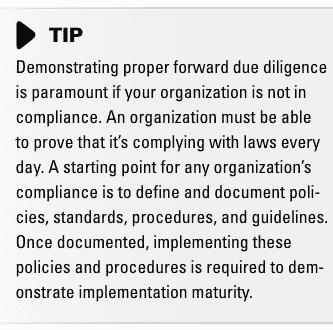 TIP
Demonstrating proper forward due diligence
is paramount if your organization is not in
compliance. An organization must be able
to prove that it's complying with laws every
day. A starting point for any organization's
compliance is to define and document poli-
cies, standards, procedures, and guidelines.
Once documented, implementing these
policies and procedures is required to dem-
onstrate implementation maturity.